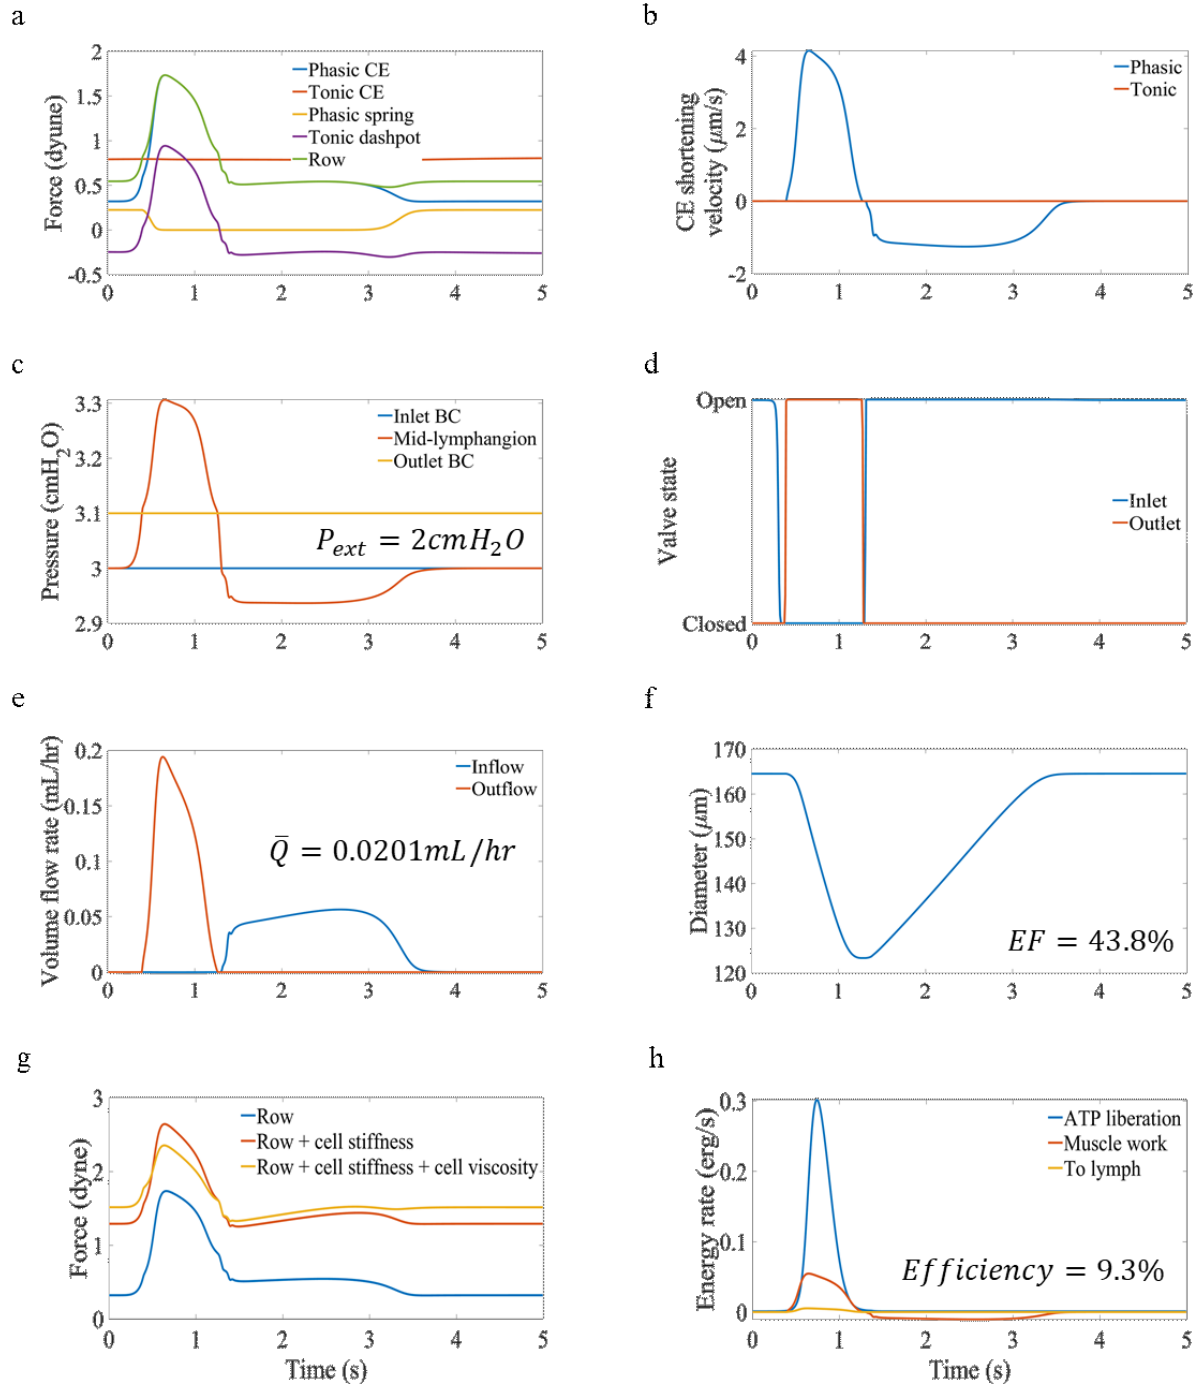 a
Force (dyune)
2
1.5
1
0.5
0
-0.5
Phasic CE
Tonic CE
Phasic spring
Tonic dashpot
Row
0 1 2 3 4 5
b
CE shortening
velocity (μm/s)
4
2
0
-2
Phasic
Tonic
0 1 2 3 4 5
c
Pressure (cmH2O)
3.3
3.2
3.1
3
2.9
Inlet BC
Mid-lymphangion
Outlet BC
P_ext = 2cmH2O
0 1 2 3 4 5
d
Valve state
Open
Closed
Inlet
Outlet
0 1 2 3 4 5
e
Volume flow rate (mL/hr)
0.2
0.15
0.1
0.05
0
Inflow
Outflow
Q̄ = 0.0201mL/hr
0 1 2 3 4 5
f
Diameter (μm)
170
160
150
140
130
120
EF = 43.8%
0 1 2 3 4 5
g
Force (dyne)
3
2
1
0
Row
Row + cell stiffness
Row + cell stiffness + cell viscosity
0 1 2 3 4 5
Time (s)
h
Energy rate (erg/s)
0.3
0.2
0.1
0
ATP liberation
Muscle work
To lymph
Efficiency = 9.3%
0 1 2 3 4 5
Time (s)